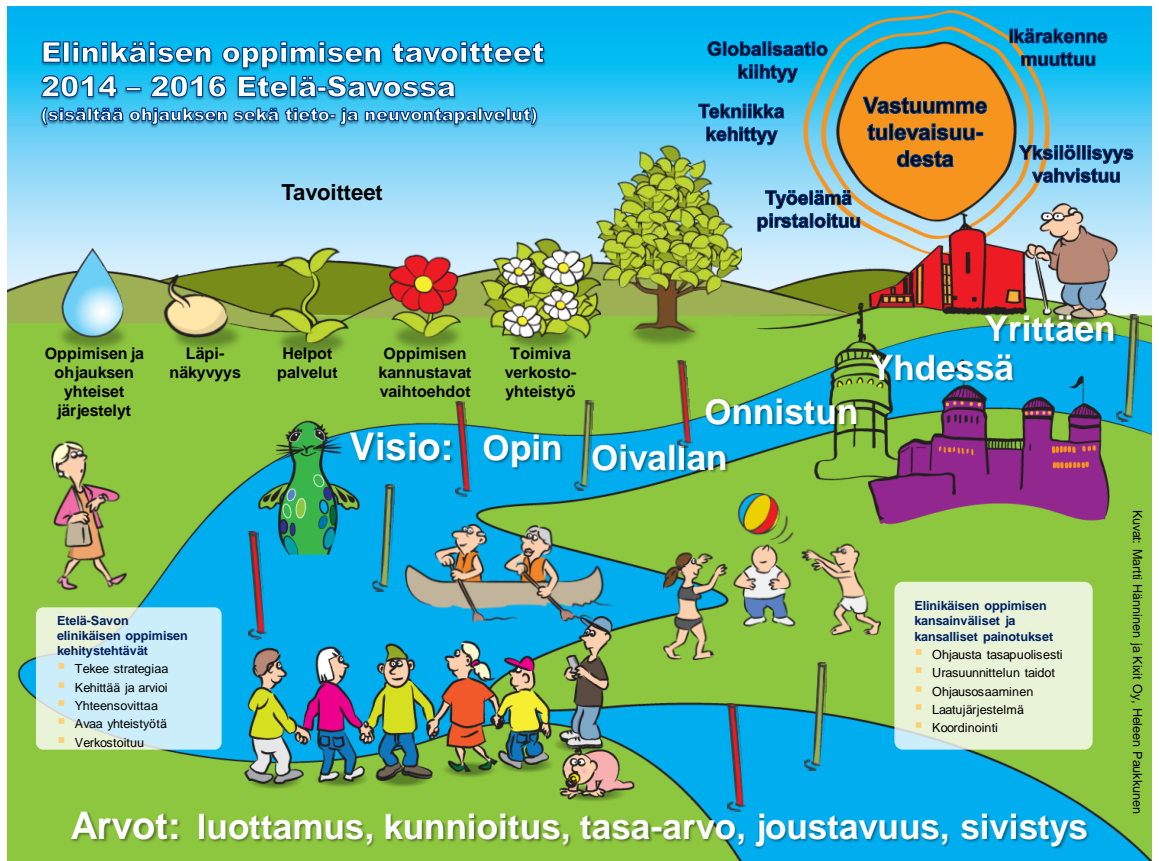 Elinikäisen oppimisen tavoitteet
2014 – 2016 Etelä-Savossa
(sisältää ohjauksen sekä tieto- ja neuvontapalvelut)
Globalisaatio
kiihtyy
Ikärakenne
muuttuu
Tekniikka
kehittyy
Vastuumme
tulevaisuu-
desta
Yksilöllisyys
vahvistuu
Työelämä
pirstaloituu
Tavoitteet
Oppimisen ja
ohjauksen
yhteiset
järjestelyt
Läpi-
näkyvyys
Helpot
palvelut
Oppimisen
kannustavat
vaihtoehdot
Toimiva
verkosto-
yhteistyö
Visio: Opin
Oivallan
Onnistun
Yhdessä
Yrittäen
Etelä-Savon
elinikäisen oppimisen
kehitystehtävät
Tekee strategiaa
Kehittää ja arvioi
Yhteensovittaa
Avaa yhteistyötä
Verkostoituu
Elinikäisen oppimisen
kansainväliset ja
kansalliset painotukset
Ohjausta tasapuolisesti
Urasuunnittelun taidot
Ohjausosaaminen
Laatujärjestelmä
Koordinointi
Kuvat: Martti Hänninen ja Kixit Oy, Heleen Paukkunen
Arvot: luottamus, kunnioitus, tasa-arvo, joustavuus, sivistys